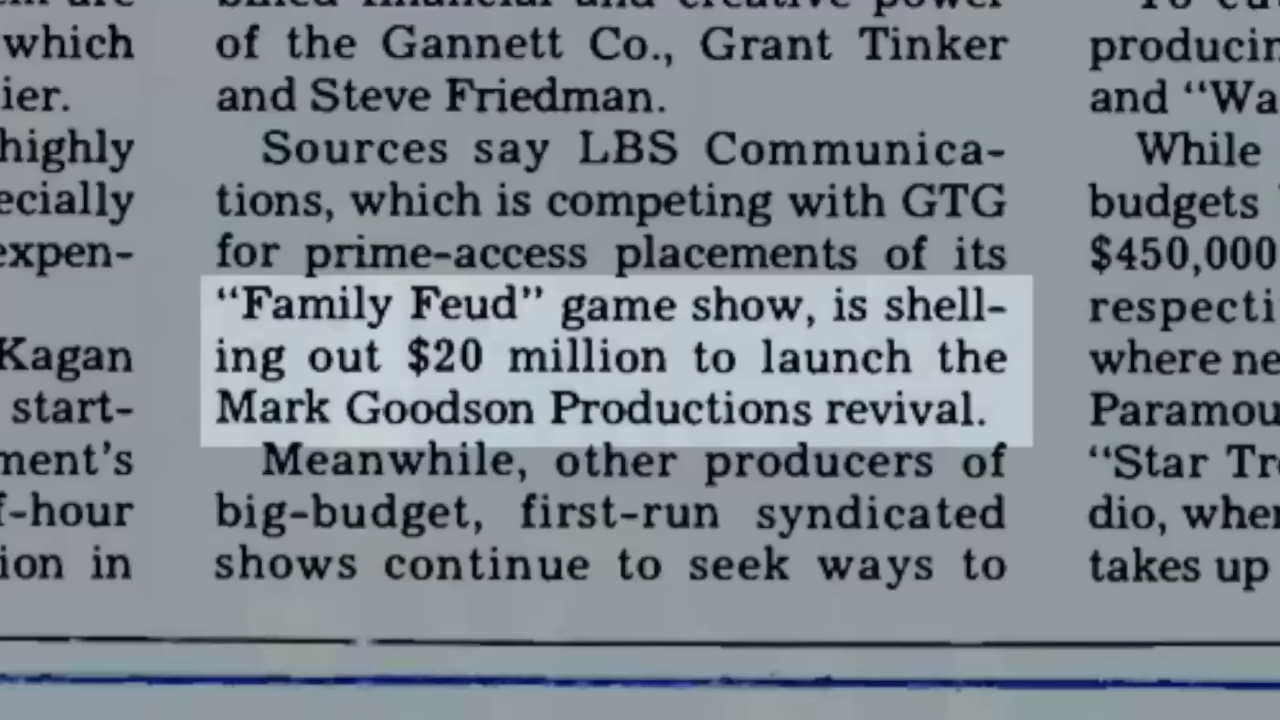 which
ier.
highly
ecially
expen-
Kagan
start-
ment's
f-hour
ion in
of the Gannett Co., Grant Tinker
and Steve Friedman.
Sources say LBS Communica-
tions, which is competing with GTG
for prime-access placements of its
“Family Feud” game show, is shell-
ing out $20 million to launch the
Mark Goodson Productions revival.
Meanwhile, other producers of
big-budget, first-run syndicated
shows continue to seek ways to
producin
and “Wa
While
budgets
$450,000
respecti
where ne
Paramou
“Star Tr
dio, wher
takes up